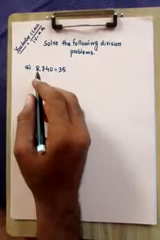 Solve the following division
problems.
a). 8,740÷35